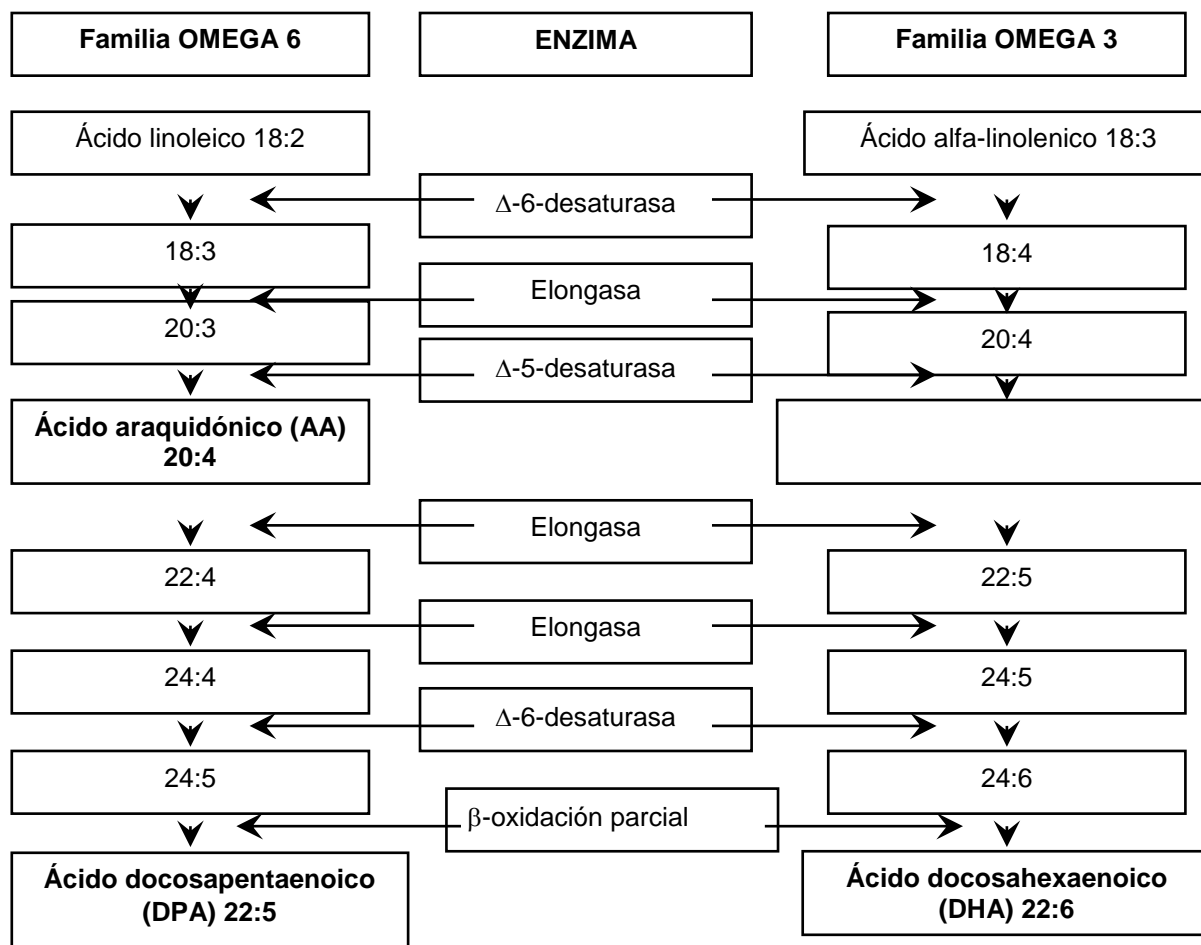 Familia OMEGA 6
ENZIMA
Familia OMEGA 3
Ácido linoleico 18:2
Ácido alfa-linolenico 18:3
Δ-6-desaturasa
18:3
18:4
Elongasa
20:3
20:4
Δ-5-desaturasa
Ácido araquidónico (AA)
20:4
Elongasa
22:4
22:5
Elongasa
24:4
24:5
Δ-6-desaturasa
24:5
24:6
β-oxidación parcial
Ácido docosapentaenoico
(DPA) 22:5
Ácido docosahexaenoico
(DHA) 22:6